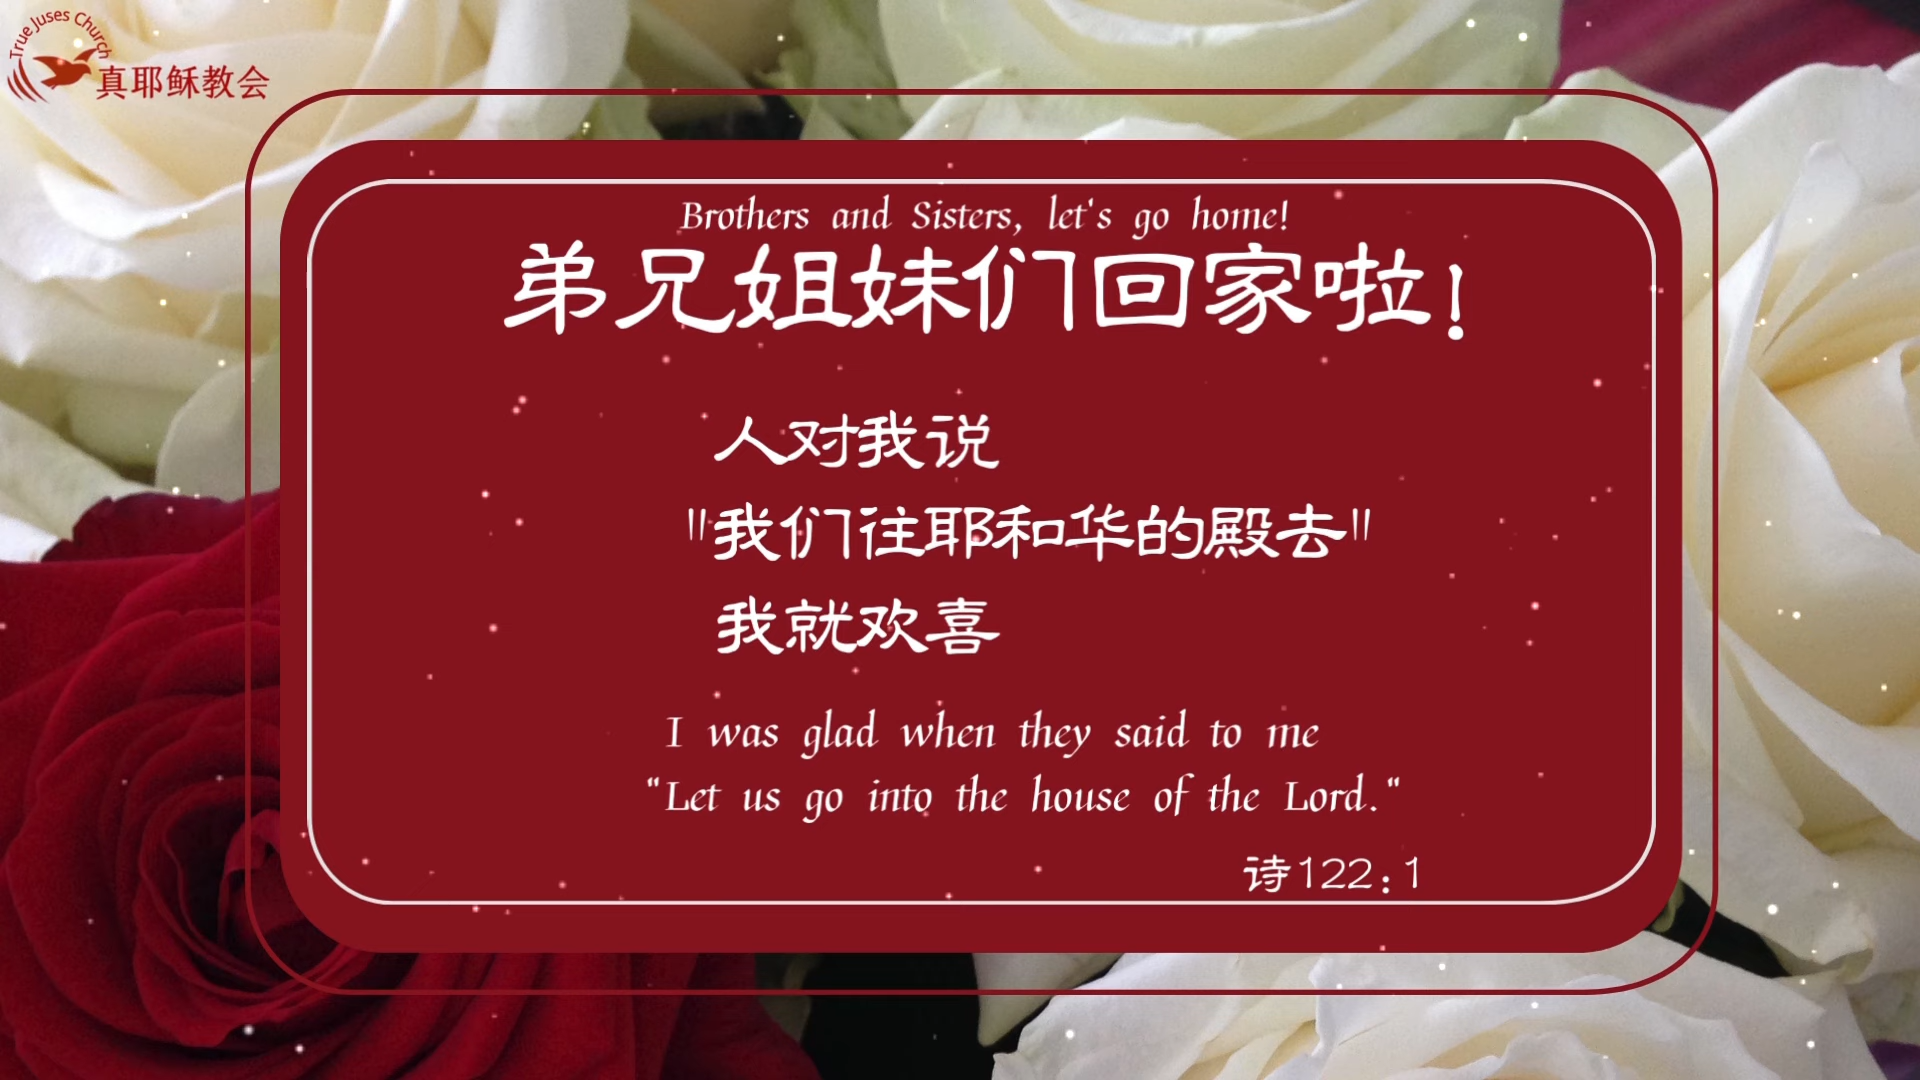 True Juses Church
真耶稣教会
Brothers and Sisters, let's go home!
弟兄姐妹们回家啦!
人对我说
"我们往耶和华的殿去"
我就欢喜
I was glad when they said to me
"Let us go into the house of the Lord."
诗122:1